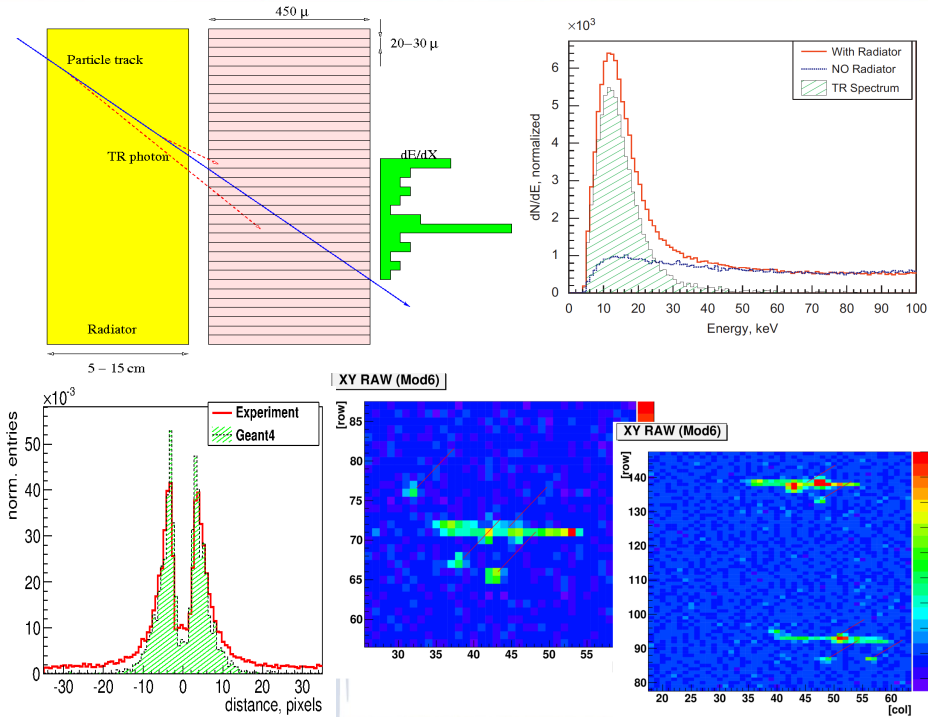 450 μ
20–30 μ
Particle track
TR photon
dE/dX
Radiator
5 – 15 cm
×10³
With Radiator
NO Radiator
TR Spectrum
dN/dE, normalized
6
5
4
3
2
1
0
0 10 20 30 40 50 60 70 80 90 100
Energy, keV
×10⁻³
Experiment
Geant4
norm. entries
50
40
30
20
10
0
-30 -20 -10 0 10 20 30
distance, pixels
XY RAW (Mod6)
[row]
85
80
75
70
65
60
30 35 40 45 50 55
XY RAW (Mod6)
[row]
140
130
120
110
100
90
80
20 25 30 35 40 45 50 55 60
[col]